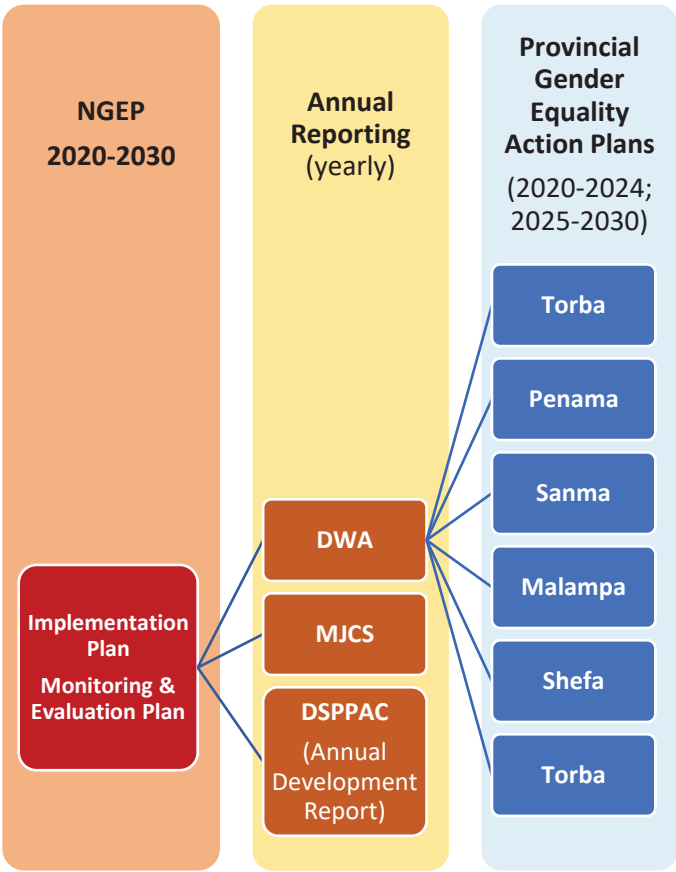 NGEP
2020-2030
Implementation
Plan
Monitoring &
Evaluation Plan
Annual
Reporting
(yearly)
DWA
MJCS
DSPPAC
(Annual
Development
Report)
Provincial
Gender
Equality
Action Plans
(2020-2024;
2025-2030)
Torba
Penama
Sanma
Malampa
Shefa
Torba